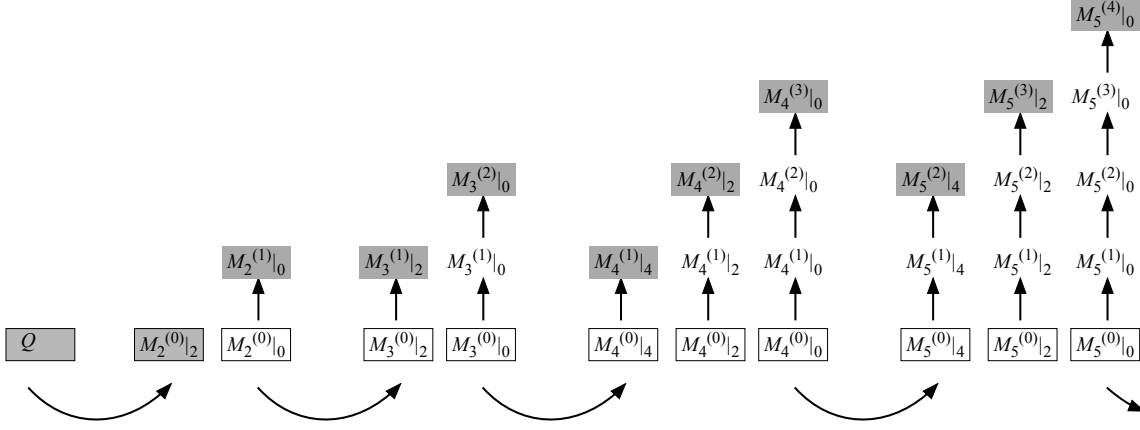 M₅⁽⁴⁾|₀
M₄⁽³⁾|₀ M₅⁽³⁾|₂ M₅⁽³⁾|₀
M₃⁽²⁾|₀ M₄⁽²⁾|₂ M₄⁽²⁾|₀ M₅⁽²⁾|₄ M₅⁽²⁾|₂ M₅⁽²⁾|₀
M₂⁽¹⁾|₀ M₃⁽¹⁾|₂ M₃⁽¹⁾|₀ M₄⁽¹⁾|₄ M₄⁽¹⁾|₂ M₄⁽¹⁾|₀ M₅⁽¹⁾|₄ M₅⁽¹⁾|₂ M₅⁽¹⁾|₀
Q M₂⁽⁰⁾|₂ M₂⁽⁰⁾|₀ M₃⁽⁰⁾|₂ M₃⁽⁰⁾|₀ M₄⁽⁰⁾|₄ M₄⁽⁰⁾|₂ M₄⁽⁰⁾|₀ M₅⁽⁰⁾|₄ M₅⁽⁰⁾|₂ M₅⁽⁰⁾|₀